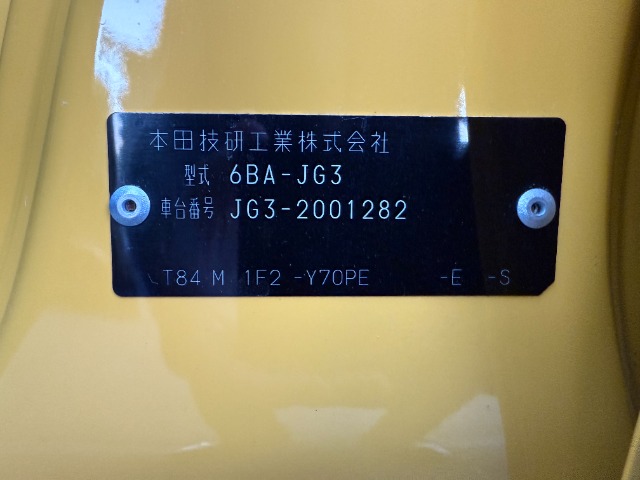 本田技研工業株式会社
型式 6BA-JG3
車台番号 JG3-2001282
T84 M 1F2 -Y70PE -E -S